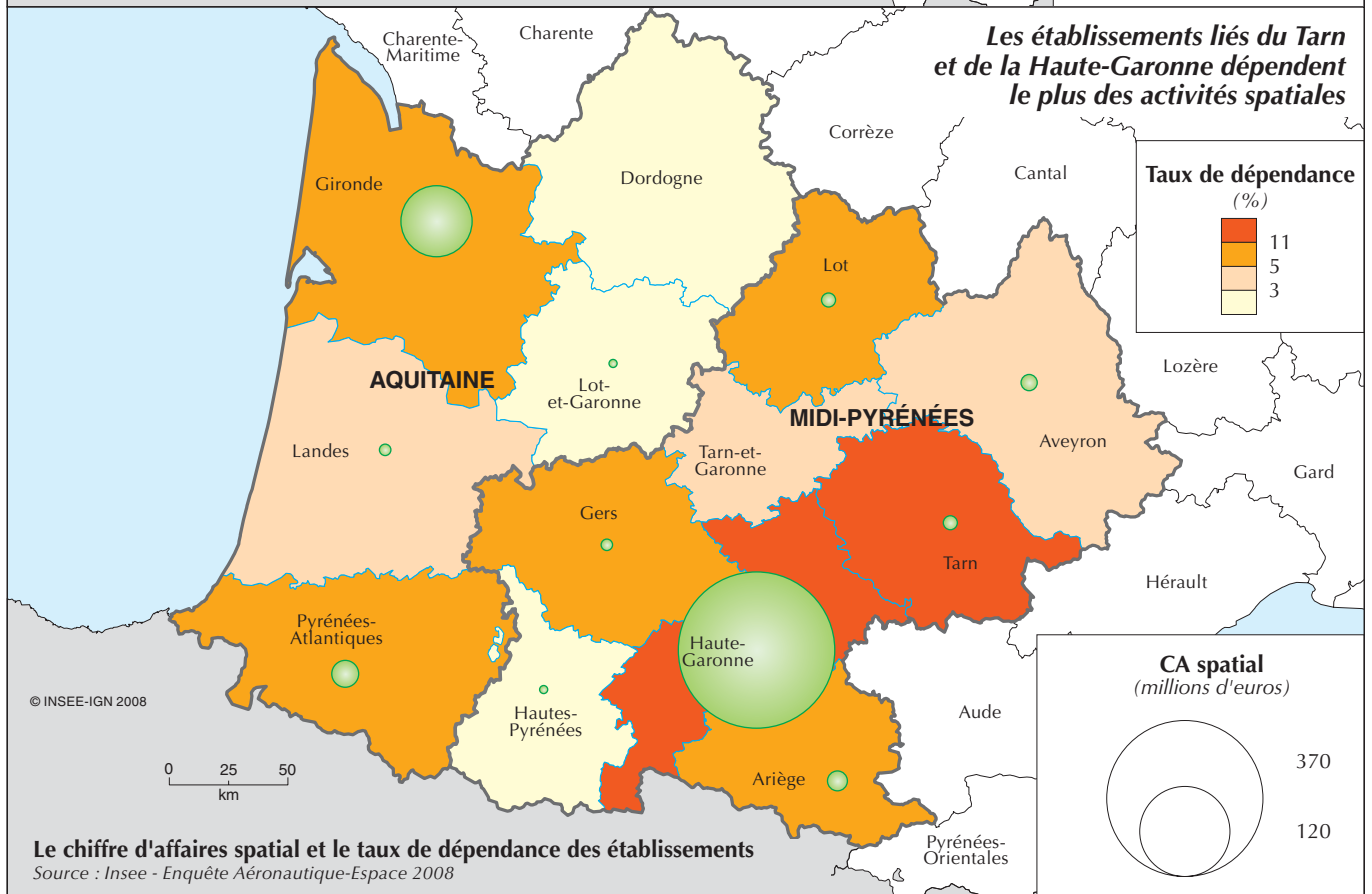 Les établissements liés du Tarn
et de la Haute-Garonne dépendent
le plus des activités spatiales
Charente-
Maritime
Charente
Corrèze
Cantal
Dordogne
Gironde
Lot
Taux de dépendance
(%)
11
5
3
Lozère
AQUITAINE
Lot-
et-Garonne
MIDI-PYRÉNÉES
Aveyron
Landes
Tarn-et-
Garonne
Gard
Gers
Tarn
Hérault
Pyrénées-
Atlantiques
Haute-
Garonne
Hautes-
Pyrénées
Aude
Ariège
Pyrénées-
Orientales
© INSEE-IGN 2008
0 25 50
km
CA spatial
(millions d'euros)
370
120
Le chiffre d'affaires spatial et le taux de dépendance des établissements
Source : Insee - Enquête Aéronautique-Espace 2008